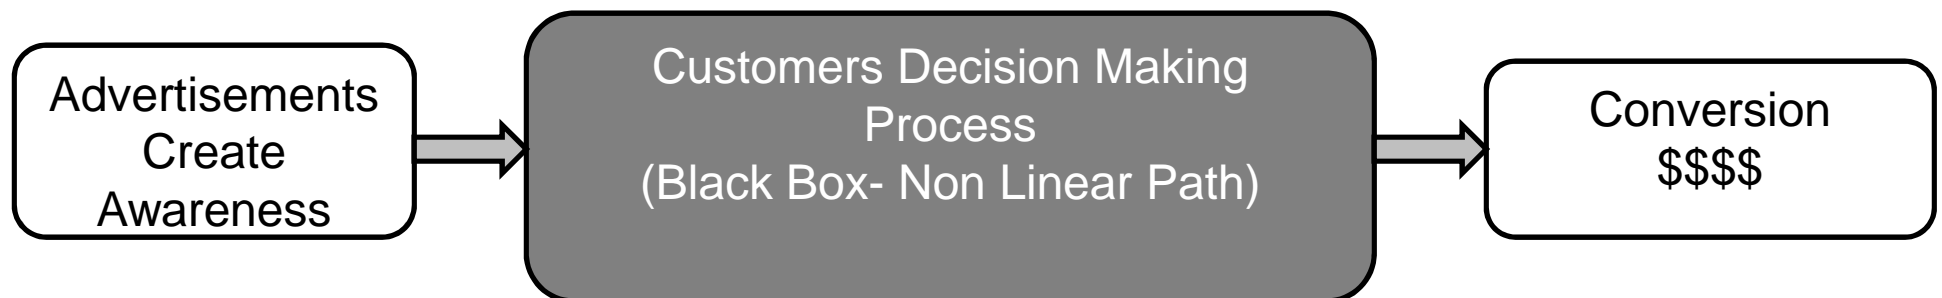 Advertisements
Create
Awareness
Customers Decision Making
Process
(Black Box- Non Linear Path)
Conversion
$$$$